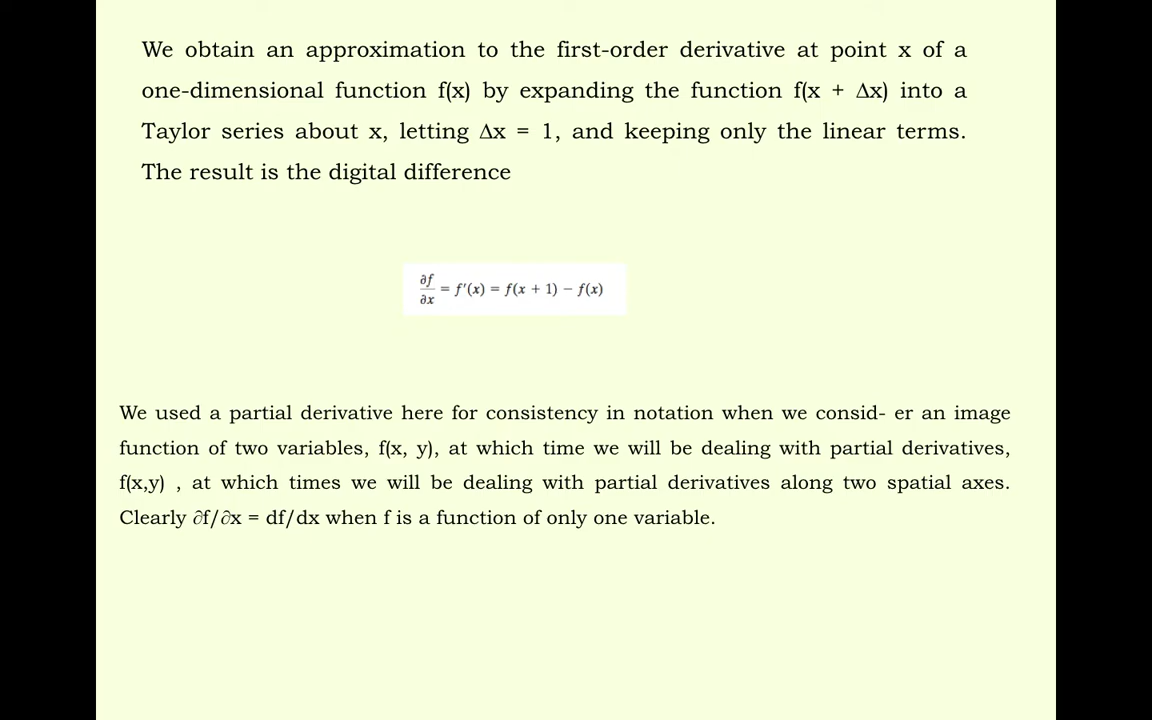 We obtain an approximation to the first-order derivative at point x of a
one-dimensional function f(x) by expanding the function f(x + Δx) into a
Taylor series about x, letting Δx = 1, and keeping only the linear terms.
The result is the digital difference
∂f/∂x = f′(x) = f(x + 1) − f(x)
We used a partial derivative here for consistency in notation when we consid- er an image
function of two variables, f(x, y), at which time we will be dealing with partial derivatives,
f(x,y) , at which times we will be dealing with partial derivatives along two spatial axes.
Clearly ∂f/∂x = df/dx when f is a function of only one variable.